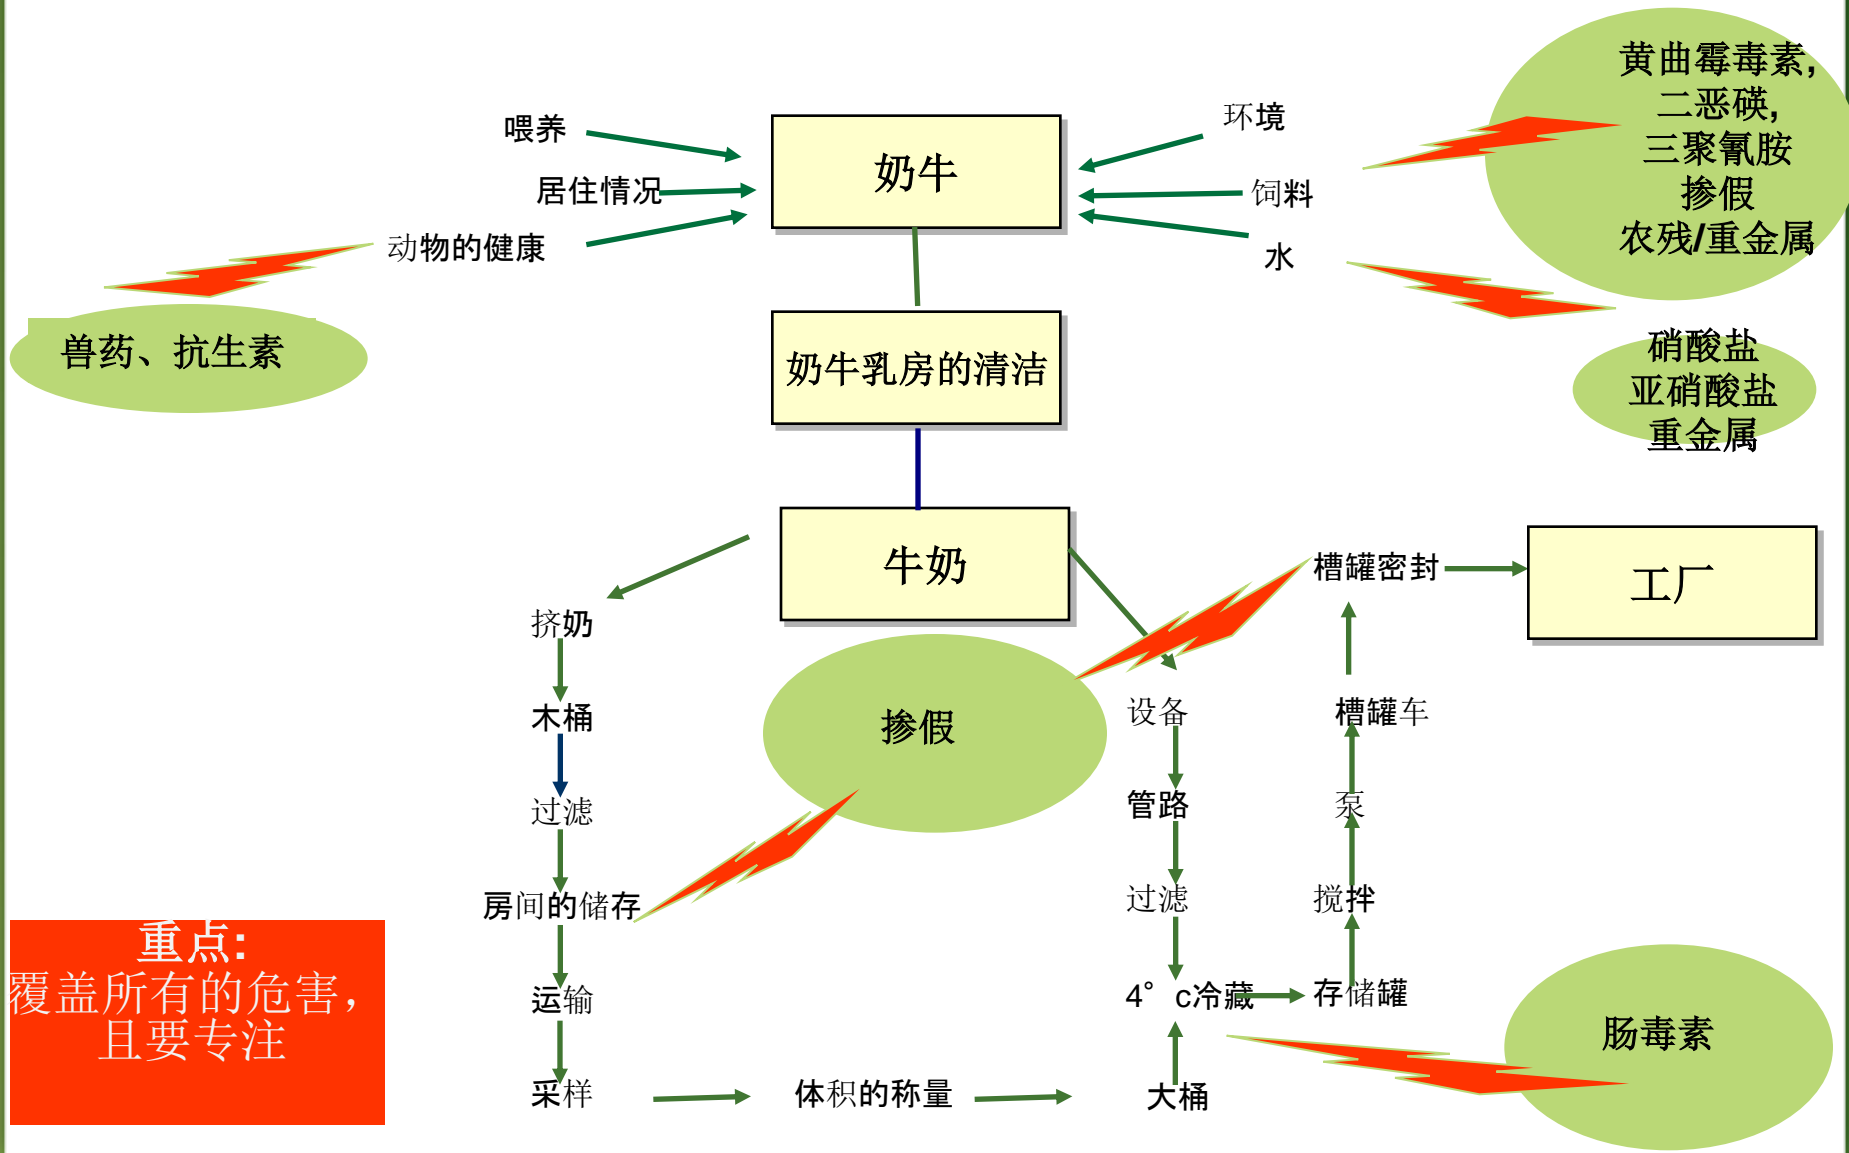 黄曲霉毒素,
二恶碤,
三聚氰胺
掺假
农残/重金属
喂养
环境
奶牛
居住情况
饲料
动物的健康
水
兽药、抗生素
硝酸盐
亚硝酸盐
重金属
奶牛乳房的清洁
牛奶
槽罐密封
工厂
挤奶
木桶
掺假
设备
槽罐车
过滤
管路
泵
房间的储存
过滤
搅拌
重点:
覆盖所有的危害，
且要专注
运输
4° c冷藏
存储罐
肠毒素
采样
体积的称量
大桶